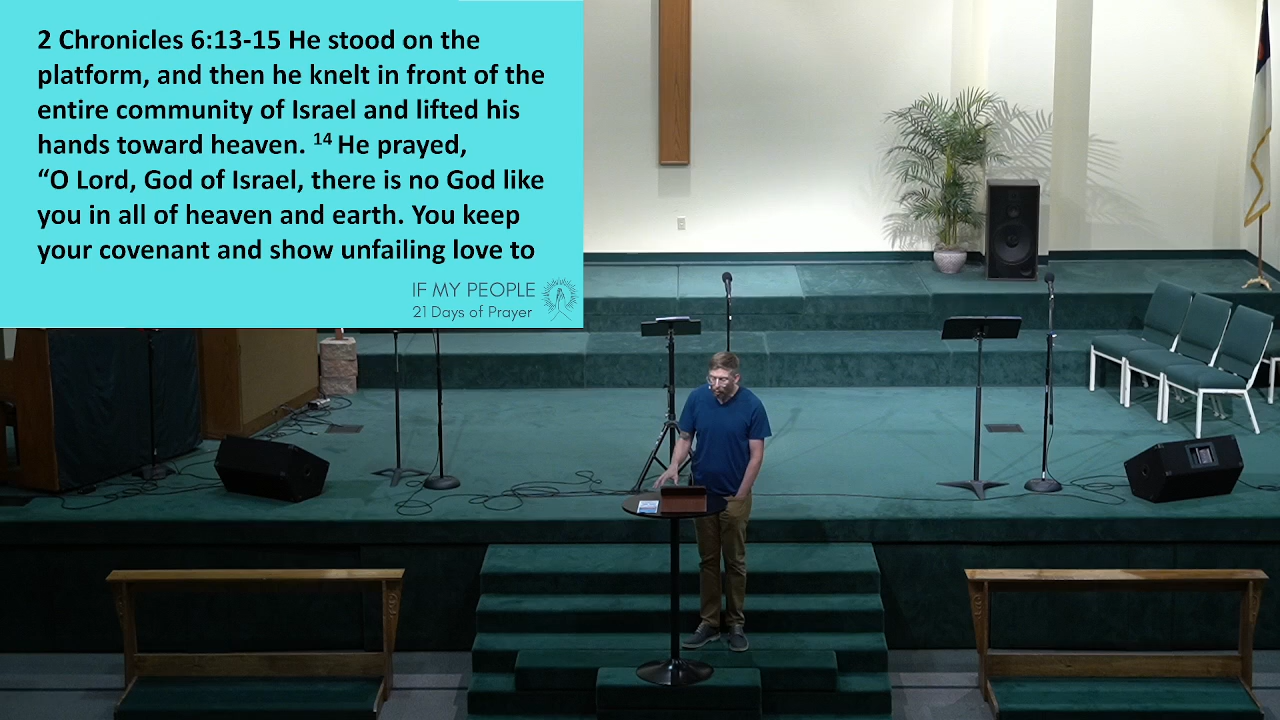 2 Chronicles 6:13-15 He stood on the
platform, and then he knelt in front of the
entire community of Israel and lifted his
hands toward heaven. 14 He prayed,
“O Lord, God of Israel, there is no God like
you in all of heaven and earth. You keep
your covenant and show unfailing love to
IF MY PEOPLE
21 Days of Prayer